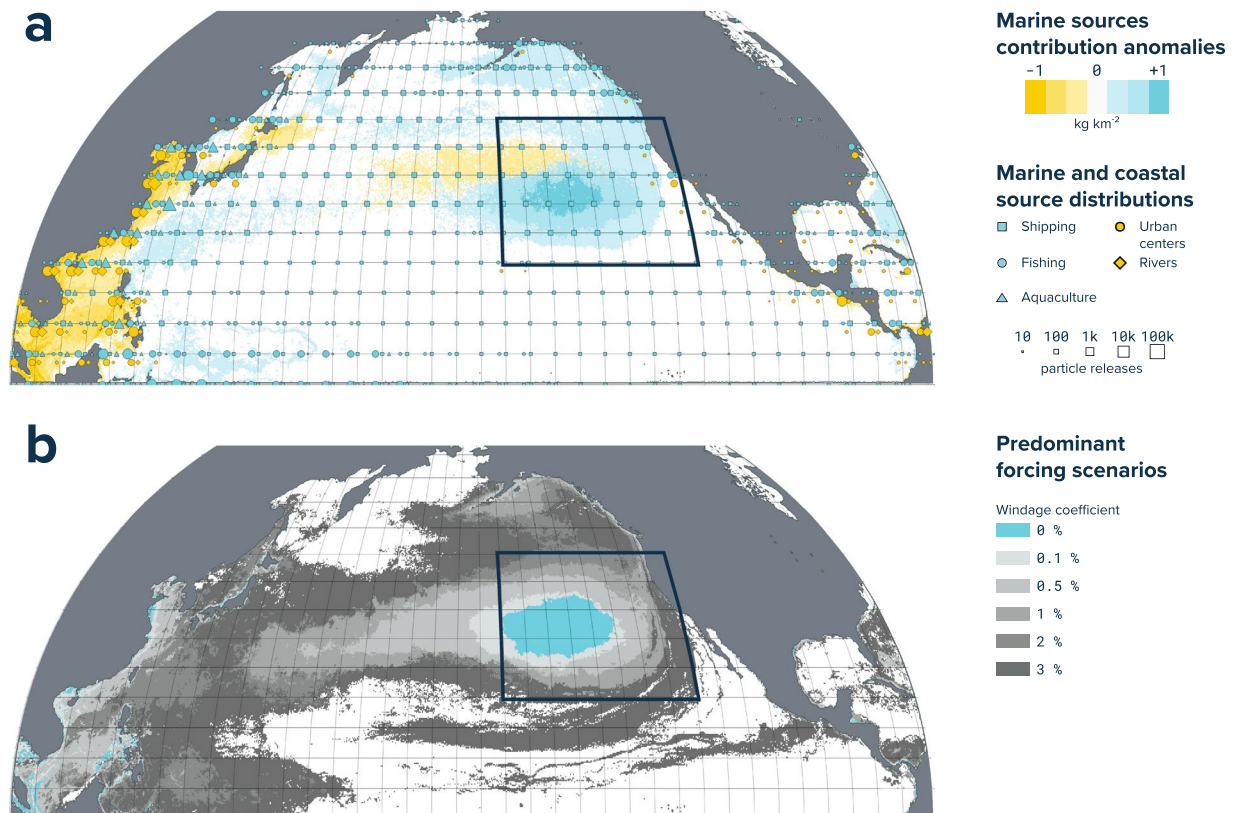 a
Marine sources
contribution anomalies
-1 0 +1
kg km⁻²
Marine and coastal
source distributions
Shipping
Urban
centers
Fishing
Rivers
Aquaculture
10 100 1k 10k 100k
particle releases
b
Predominant
forcing scenarios
Windage coefficient
0 %
0.1 %
0.5 %
1 %
2 %
3 %